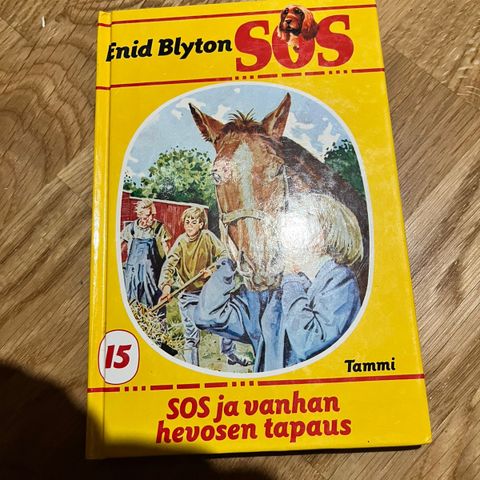 Enid Blyton SOS
15
Tammi
SOS ja vanhan
hevosen tapaus